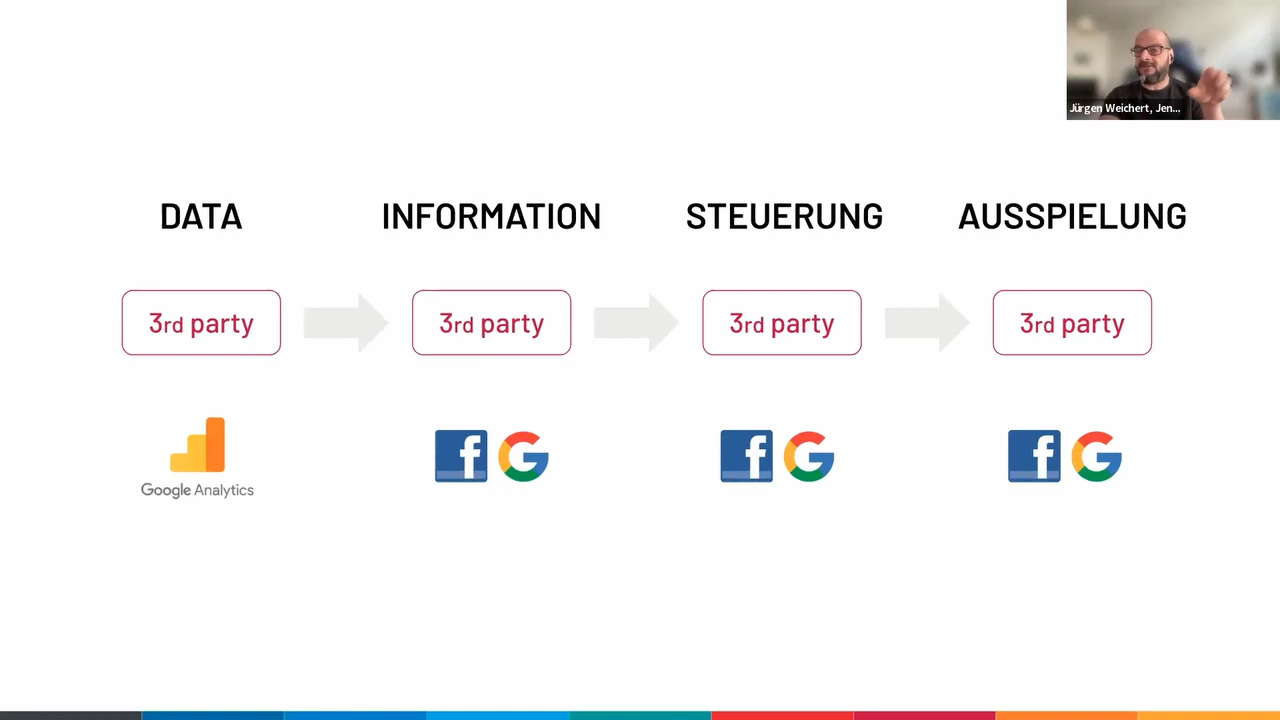 Jürgen Weichert, Jen...
DATA
INFORMATION
STEUERUNG
AUSSPIELUNG
3rd party
3rd party
3rd party
3rd party
f G
f G
f G
Google Analytics